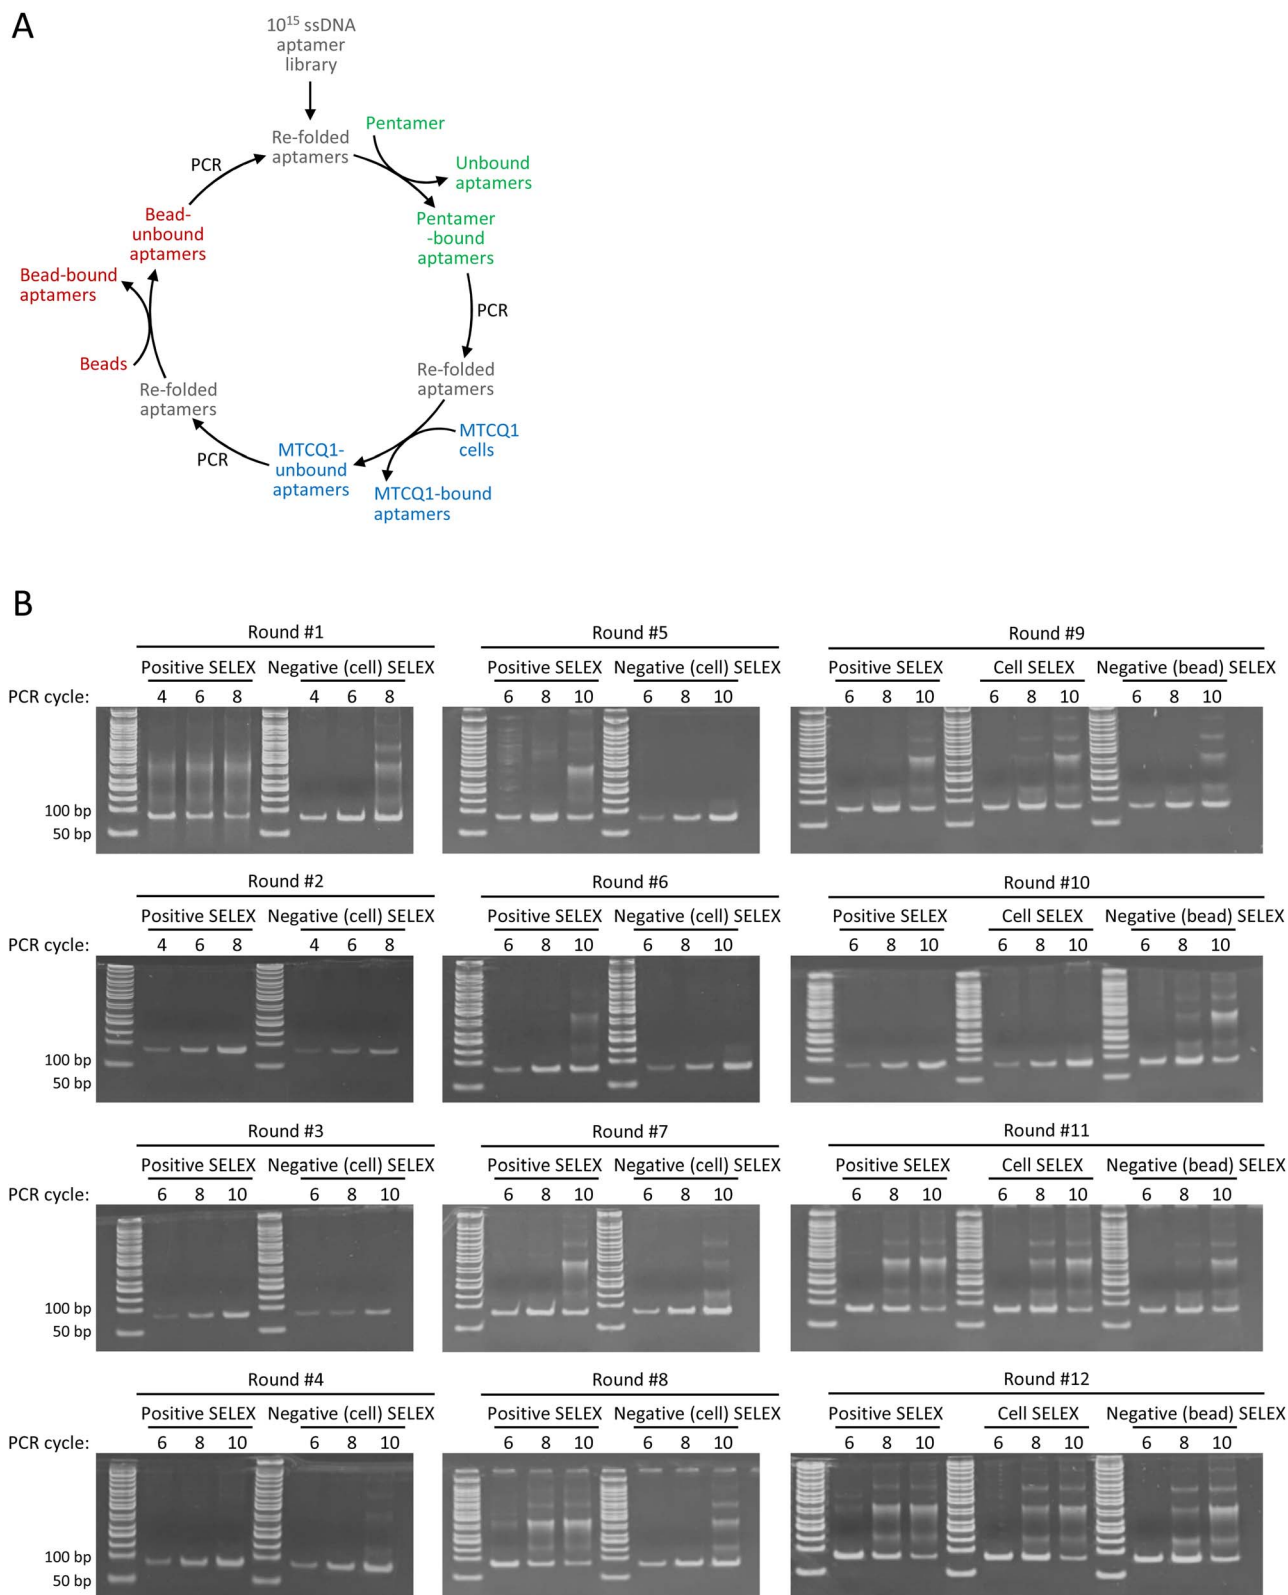 A
10¹⁵ ssDNA
aptamer
library
Re-folded
aptamers
Pentamer
Unbound
aptamers
Pentamer
-bound
aptamers
PCR
Re-folded
aptamers
MTCQ1
cells
MTCQ1-bound
aptamers
MTCQ1-
unbound
aptamers
PCR
Re-folded
aptamers
Beads
Bead-bound
aptamers
Bead-
unbound
aptamers
PCR
B
Round #1
Positive SELEX Negative (cell) SELEX
PCR cycle: 4 6 8 4 6 8
100 bp
50 bp
Round #5
Positive SELEX Negative (cell) SELEX
6 8 10 6 8 10
Round #9
Positive SELEX Cell SELEX Negative (bead) SELEX
6 8 10 6 8 10 6 8 10
Round #2
Positive SELEX Negative (cell) SELEX
PCR cycle: 4 6 8 4 6 8
100 bp
50 bp
Round #6
Positive SELEX Negative (cell) SELEX
6 8 10 6 8 10
Round #10
Positive SELEX Cell SELEX Negative (bead) SELEX
6 8 10 6 8 10 6 8 10
Round #3
Positive SELEX Negative (cell) SELEX
PCR cycle: 6 8 10 6 8 10
100 bp
50 bp
Round #7
Positive SELEX Negative (cell) SELEX
6 8 10 6 8 10
Round #11
Positive SELEX Cell SELEX Negative (bead) SELEX
6 8 10 6 8 10 6 8 10
Round #4
Positive SELEX Negative (cell) SELEX
PCR cycle: 6 8 10 6 8 10
100 bp
50 bp
Round #8
Positive SELEX Negative (cell) SELEX
6 8 10 6 8 10
Round #12
Positive SELEX Cell SELEX Negative (bead) SELEX
6 8 10 6 8 10 6 8 10